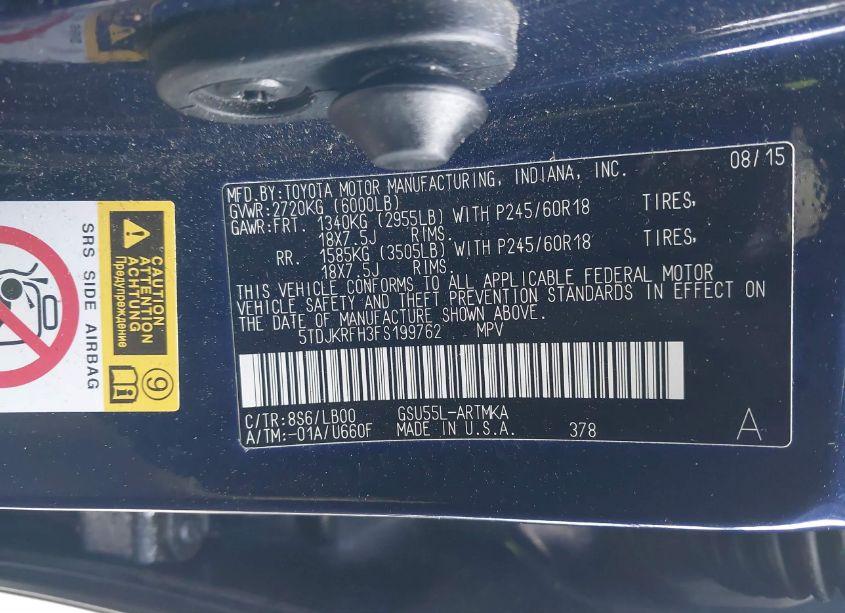 MFD.BY:TOYOTA MOTOR MANUFACTURING, INDIANA, INC. 08/15
GVWR:2720KG (6000LB)
GAWR:FRT. 1340KG (2955LB) WITH P245/60R18 TIRES,
18X7.5J RIMS
RR. 1585KG (3505LB) WITH P245/60R18 TIRES,
18X7.5J RIMS
THIS VEHICLE CONFORMS TO ALL APPLICABLE FEDERAL MOTOR
VEHICLE SAFETY AND THEFT PREVENTION STANDARDS IN EFFECT ON
THE DATE OF MANUFACTURE SHOWN ABOVE.
5TDJKRFH3FS199762 MPV
C/TR:8S6/LB00 GSU55L-ARTMKA
A/TM:-01A/U660F MADE IN U.S.A. 378 A
SRS SIDE AIRBAG
CAUTION
ATTENTION
ACHTUNG
Предупреждение
9